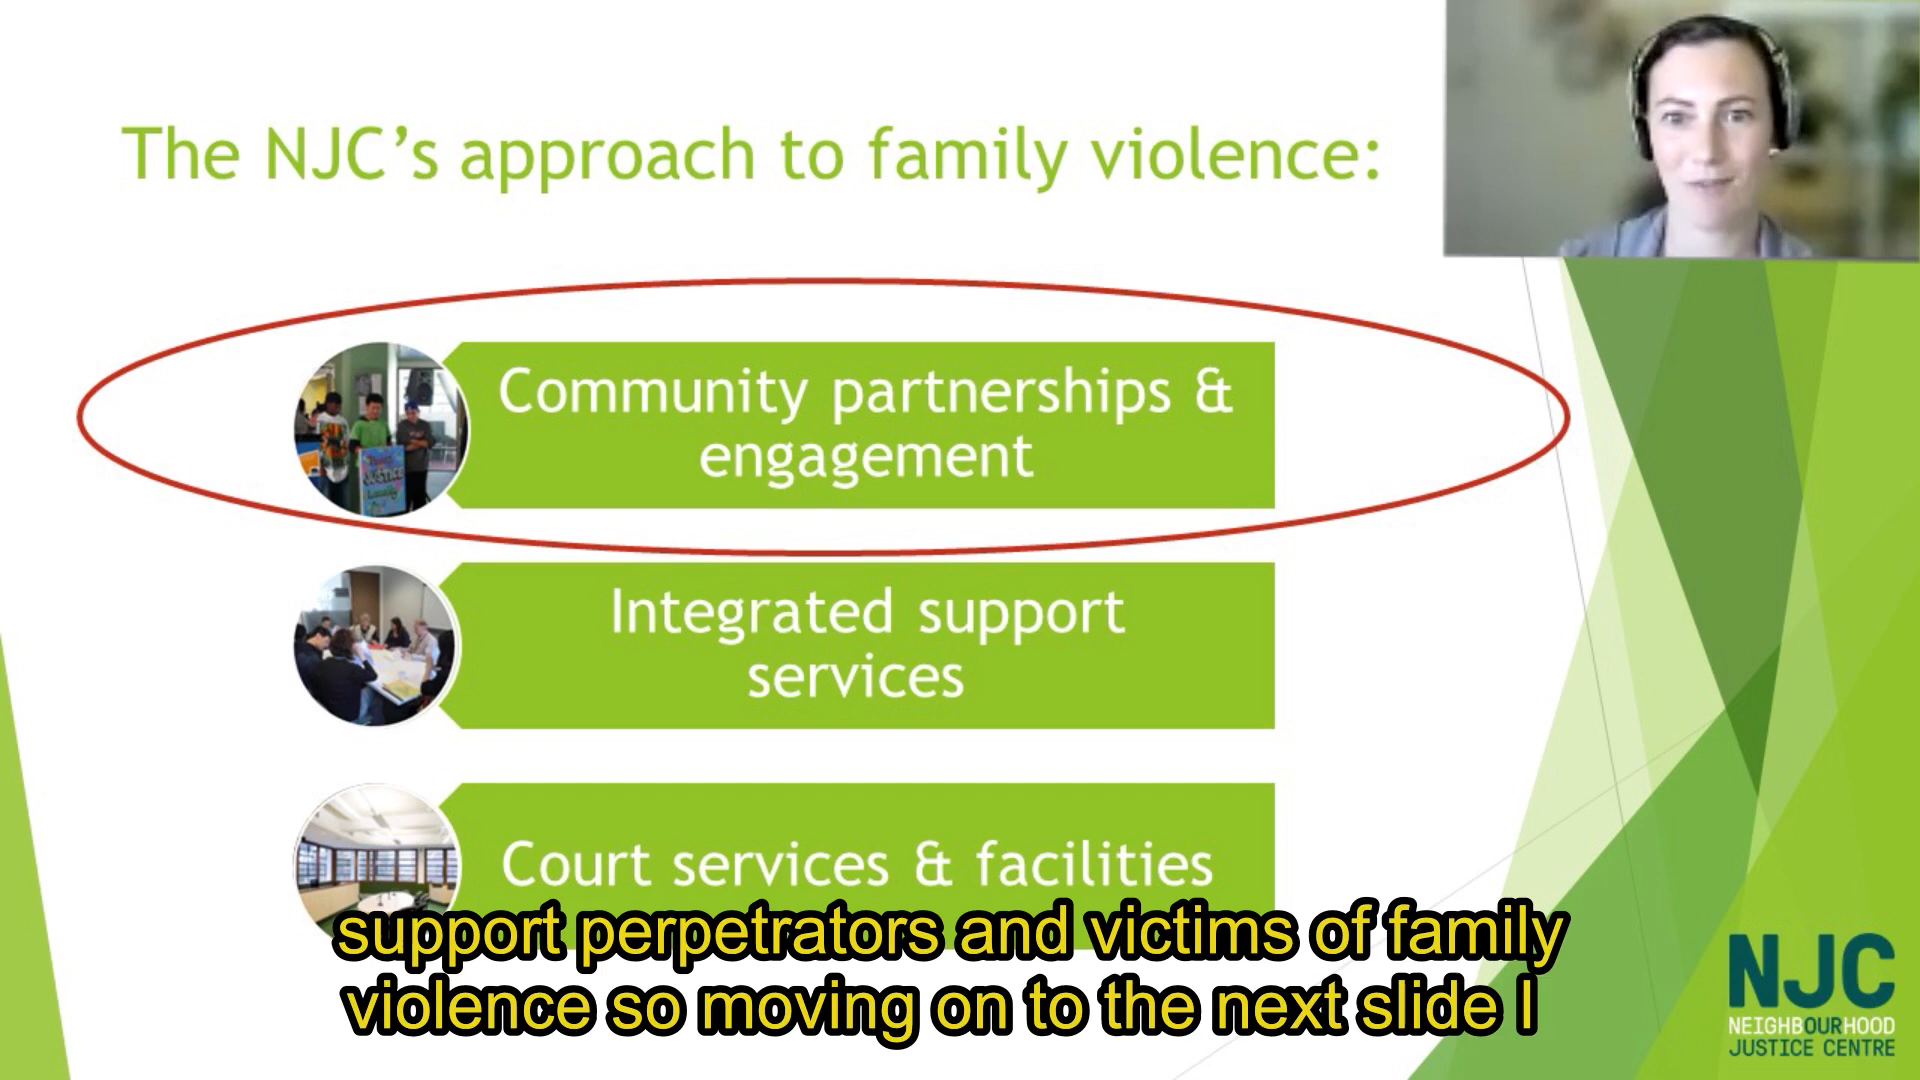 The NJC’s approach to family violence:
Community partnerships &
engagement
JUSTICE
Integrated support
services
Court services & facilities
support perpetrators and victims of family
violence so moving on to the next slide I
NJC
NEIGHBOURHOOD
JUSTICE CENTRE